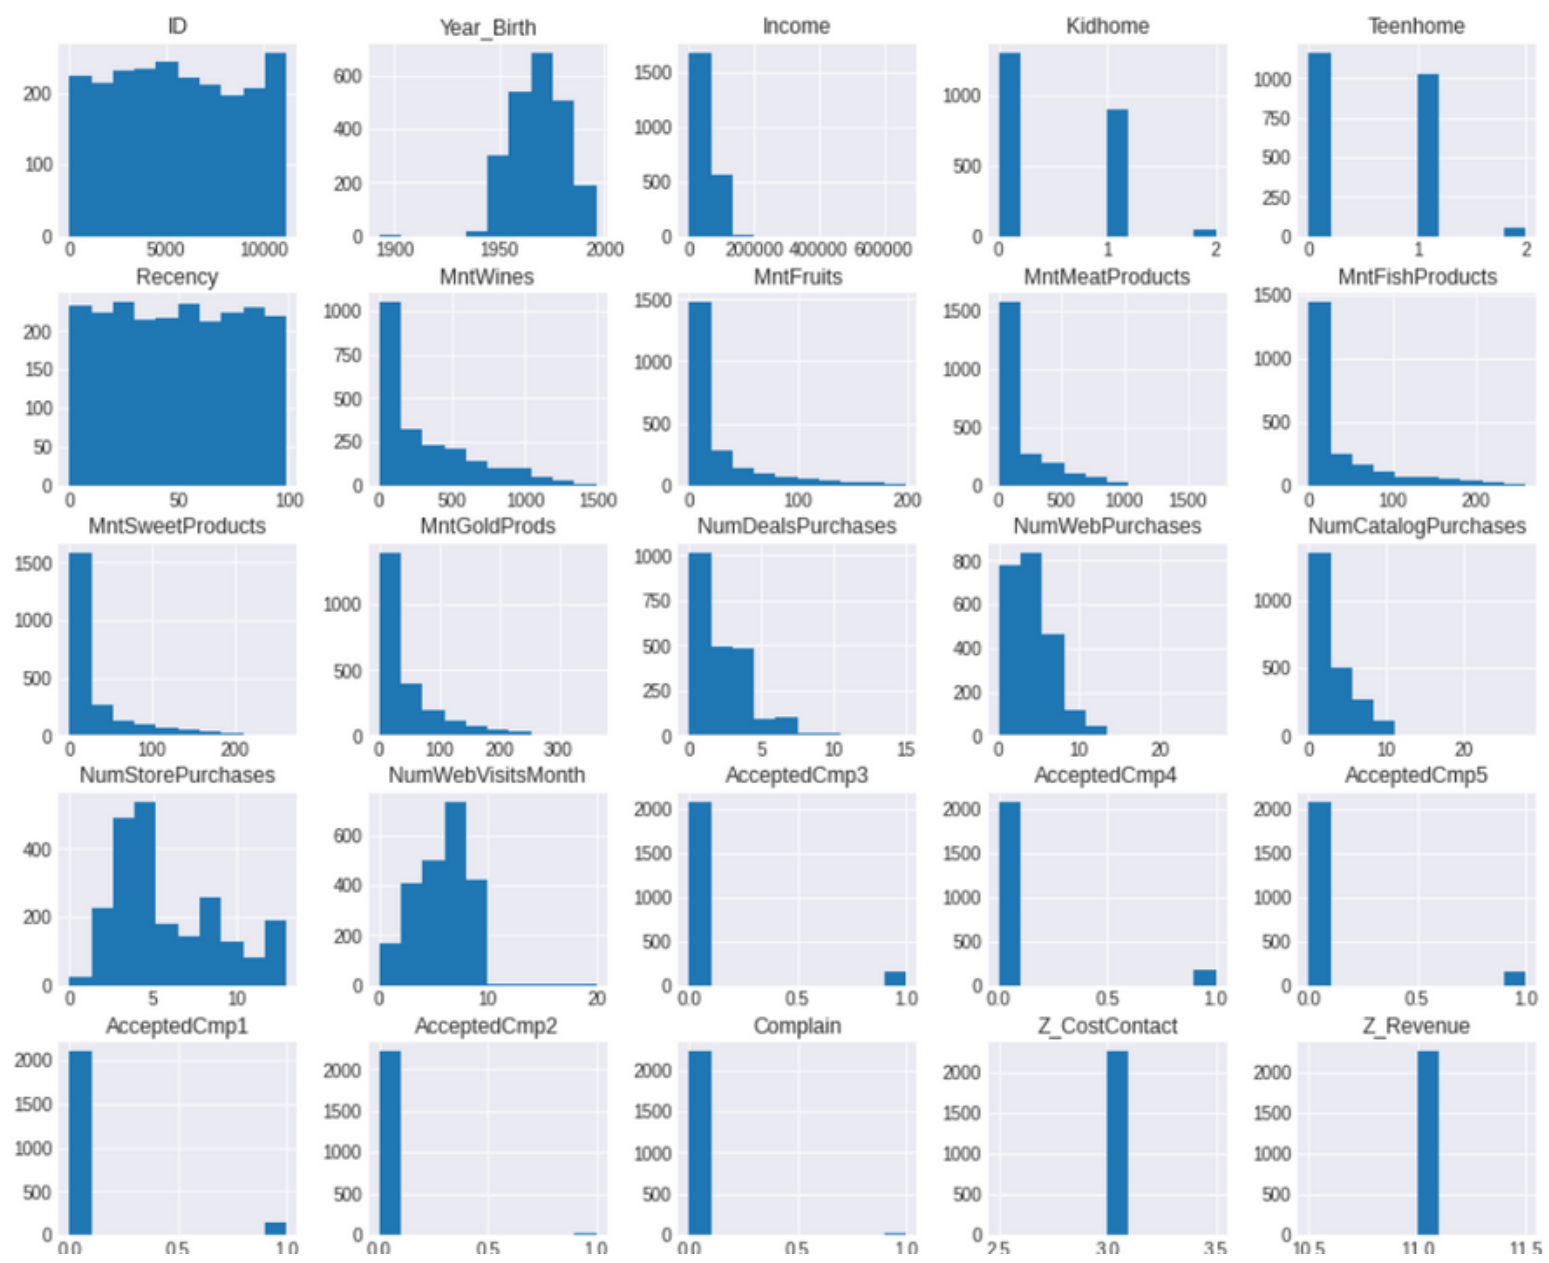 ID Year_Birth Income Kidhome Teenhome
200 600 1500 1000 1000
100 400 1000 500 750
0 200 500 0 500
0 0 250
0
0 5000 10000 1900 1950 2000 0 200000 400000 600000 0 1 2 0 1 2
Recency MntWines MntFruits MntMeatProducts MntFishProducts
200 1000 1500 1500 1500
150 750 1000 1000 1000
100 500 500 500 500
50 250 0 0 0
0 0
0 50 100 0 500 1000 1500 0 100 200 0 500 1000 1500 0 100 200
MntSweetProducts MntGoldProds NumDealsPurchases NumWebPurchases NumCatalogPurchases
1500 1000 1000 800 1000
1000 500 750 600 500
500 0 500 400 0
0 250 200
0 0
0 100 200 0 100 200 300 0 5 10 15 0 10 20 0 10 20
NumStorePurchases NumWebVisitsMonth AcceptedCmp3 AcceptedCmp4 AcceptedCmp5
400 600 2000 2000 2000
200 400 1500 1500 1500
0 200 1000 1000 1000
0 500 500 500
0 0 0
0 5 10 0 10 20 0.0 0.5 1.0 0.0 0.5 1.0 0.0 0.5 1.0
AcceptedCmp1 AcceptedCmp2 Complain Z_CostContact Z_Revenue
2000 2000 2000 2000 2000
1500 1500 1500 1500 1500
1000 1000 1000 1000 1000
500 500 500 500 500
0 0 0 0 0
0.0 0.5 1.0 0.0 0.5 1.0 0.0 0.5 1.0 2.5 3.0 3.5 10.5 11.0 11.5